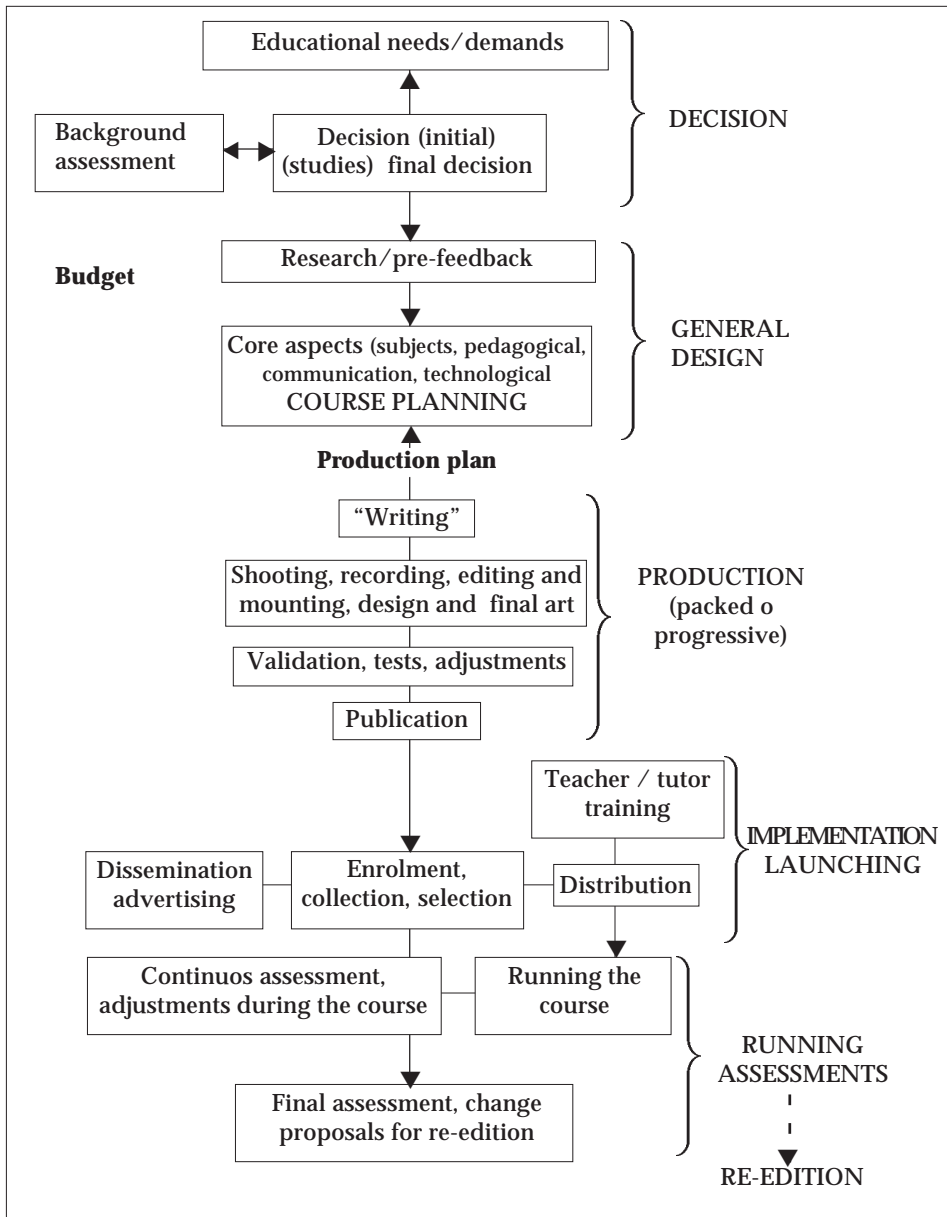 Educational needs/demands
DECISION
Background
assessment
Decision (initial)
(studies) final decision
Research/pre-feedback
Budget
GENERAL
DESIGN
Core aspects (subjects, pedagogical,
communication, technological
COURSE PLANNING
Production plan
“Writing”
Shooting, recording, editing and
mounting, design and final art
PRODUCTION
(packed o
progressive)
Validation, tests, adjustments
Publication
Teacher / tutor
training
IMPLEMENTATION
LAUNCHING
Dissemination
advertising
Enrolment,
collection, selection
Distribution
Continuos assessment,
adjustments during the course
Running the
course
RUNNING
ASSESSMENTS
Final assessment, change
proposals for re-edition
RE-EDITION